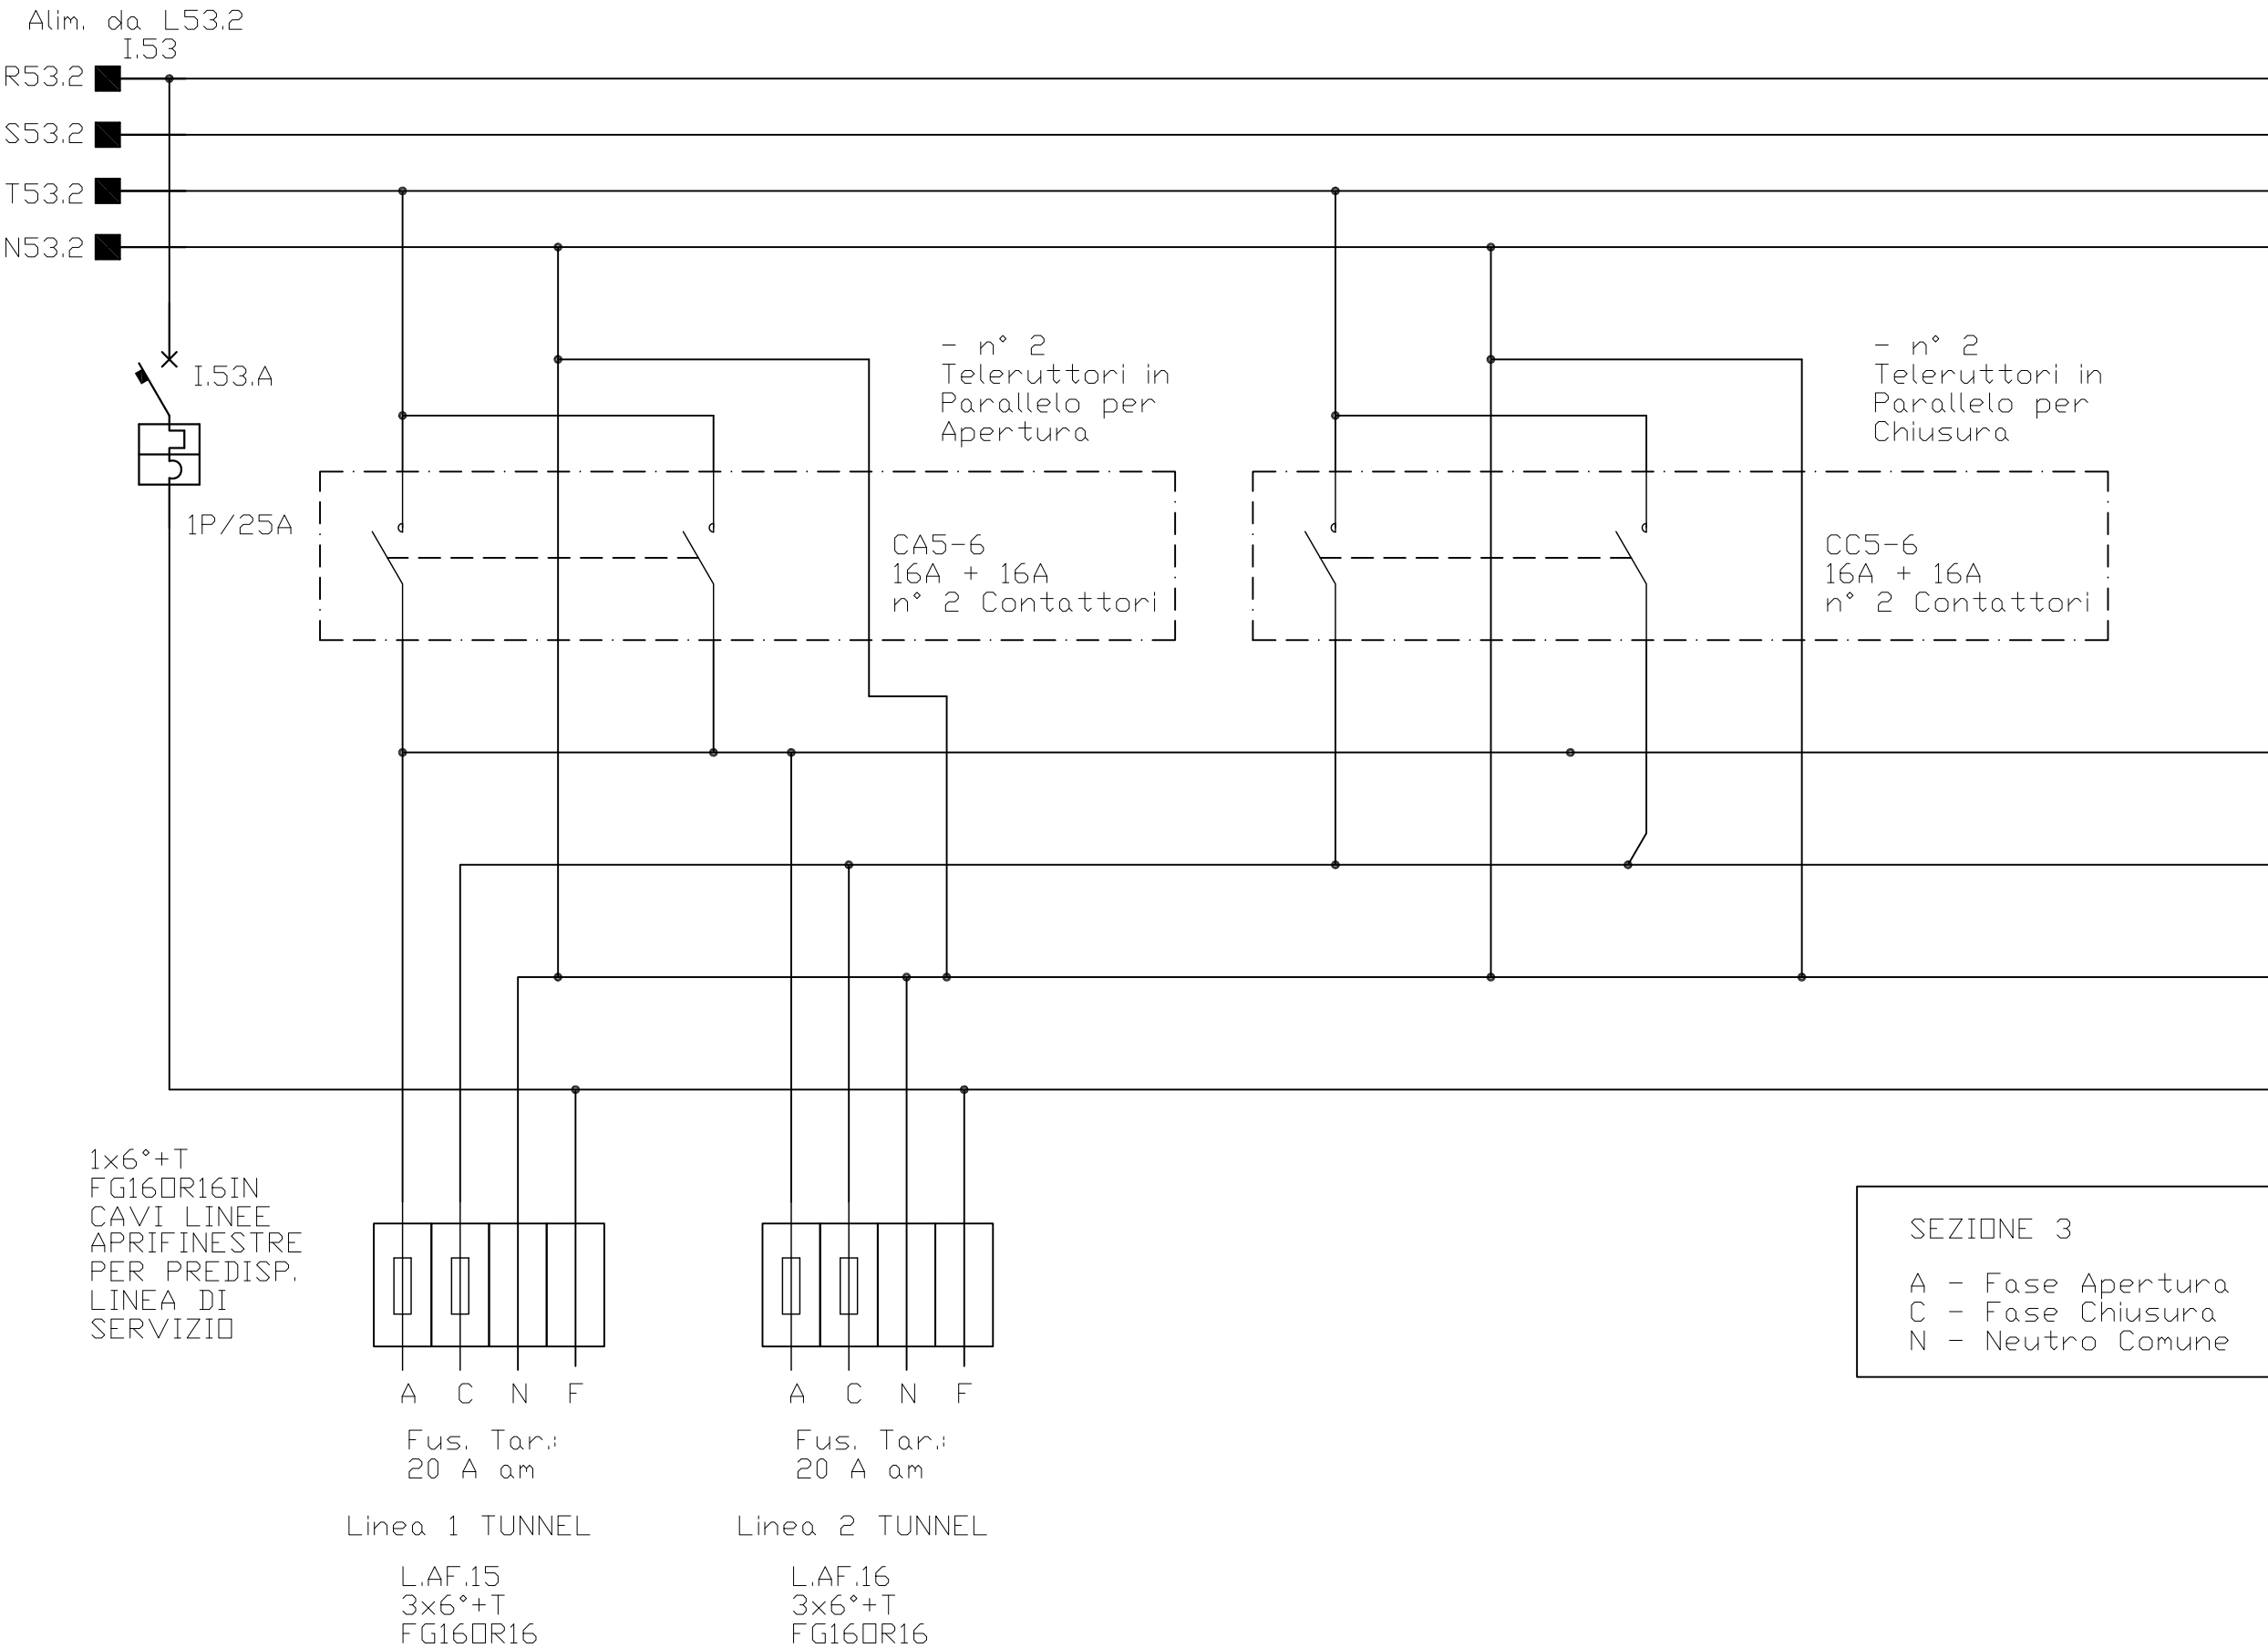 Alim. da L53.2
I.53
R53.2
S53.2
T53.2
N53.2
I.53.A
1P/25A
- n° 2
Teleruttori in
Parallelo per
Apertura
CA5-6
16A + 16A
n° 2 Contattori
- n° 2
Teleruttori in
Parallelo per
Chiusura
CC5-6
16A + 16A
n° 2 Contattori
1x6°+T
FG16OR16IN
CAVI LINEE
APRIFINESTRE
PER PREDISP.
LINEA DI
SERVIZIO
A C N F
Fus. Tar.:
20 A am
Linea 1 TUNNEL
L.AF.15
3x6°+T
FG16OR16
A C N F
Fus. Tar.:
20 A am
Linea 2 TUNNEL
L.AF.16
3x6°+T
FG16OR16
SEZIONE 3
A - Fase Apertura
C - Fase Chiusura
N - Neutro Comune